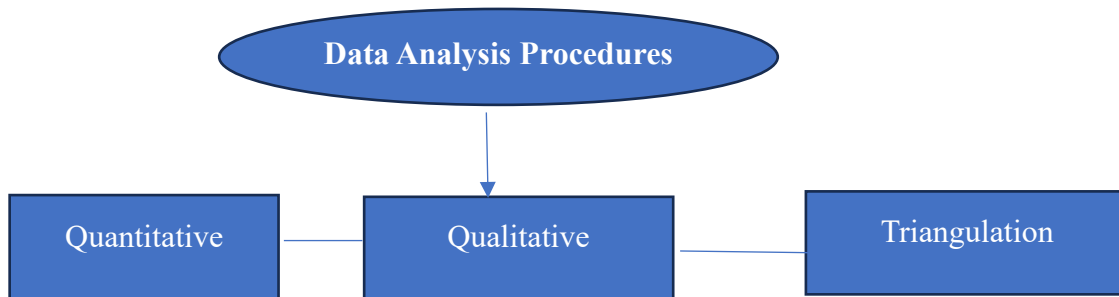 Data Analysis Procedures
Quantitative
Qualitative
Triangulation